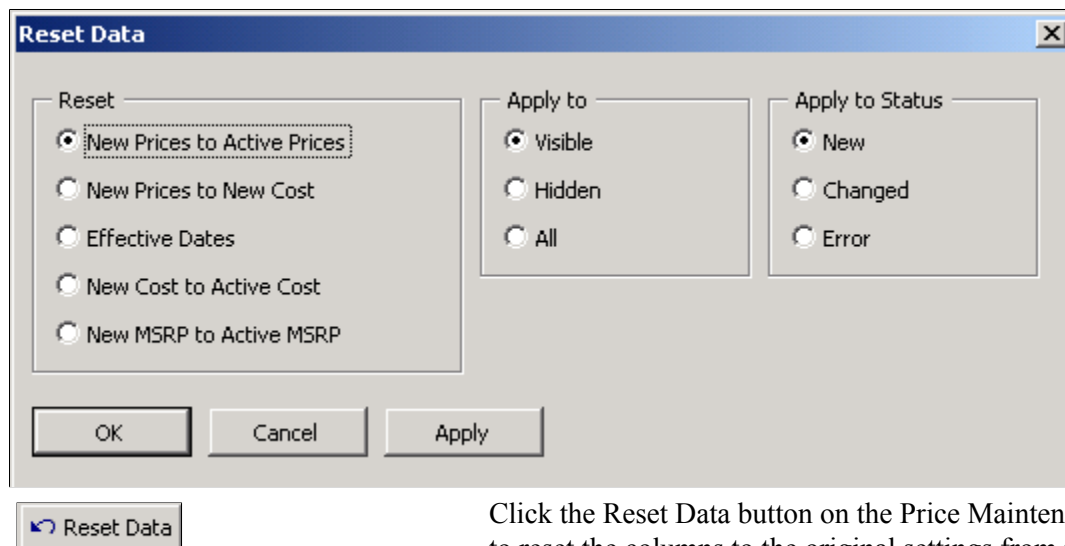 Reset Data
Reset
New Prices to Active Prices
New Prices to New Cost
Effective Dates
New Cost to Active Cost
New MSRP to Active MSRP
Apply to
Visible
Hidden
All
Apply to Status
New
Changed
Error
OK
Cancel
Apply
Reset Data
Click the Reset Data button on the Price
to reset the columns to the original settings from